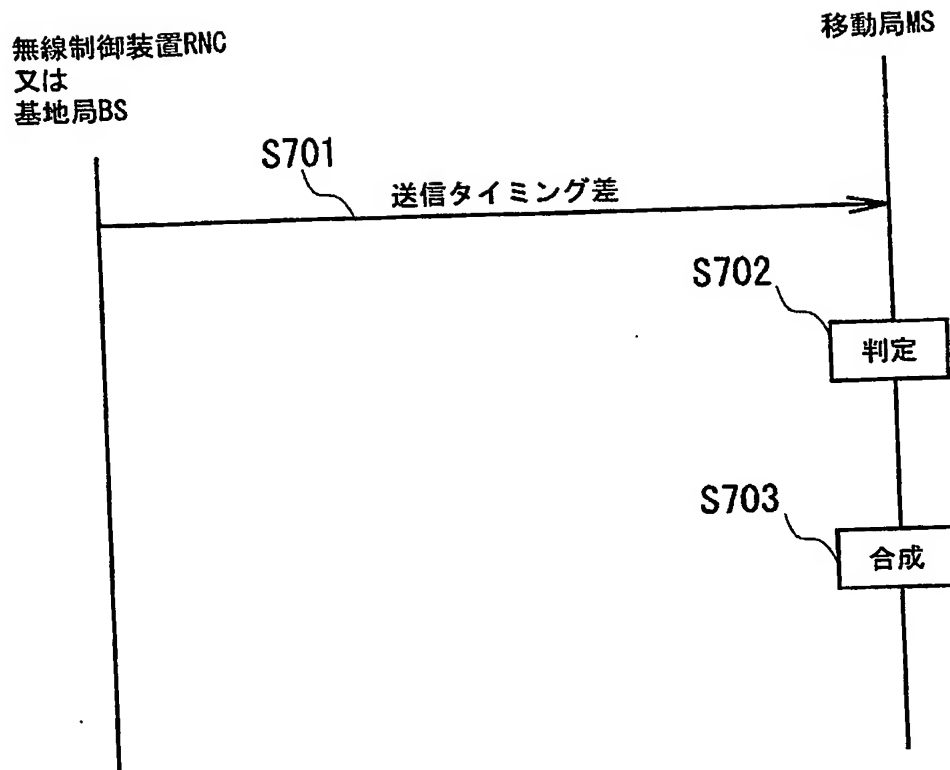 無線制御装置RNC
又は
基地局BS
移動局MS
S701
送信タイミング差
S702
判定
S703
合成